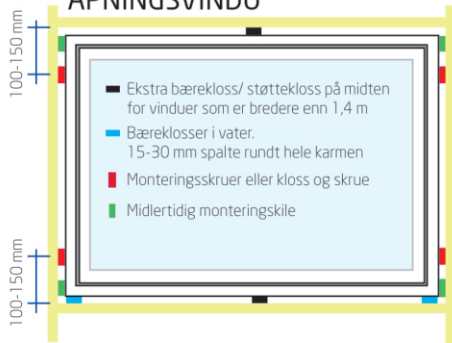 ÅPNINGSVINDU
100-150 mm
Ekstra bærekloss/ støttekloss på midten
for vinduer som er bredere enn 1,4 m
Bæreklosser i vater.
15-30 mm spalte rundt hele karmen
Monteringsskruer eller kloss og skrue
Midlertidig monteringskile
100-150 mm